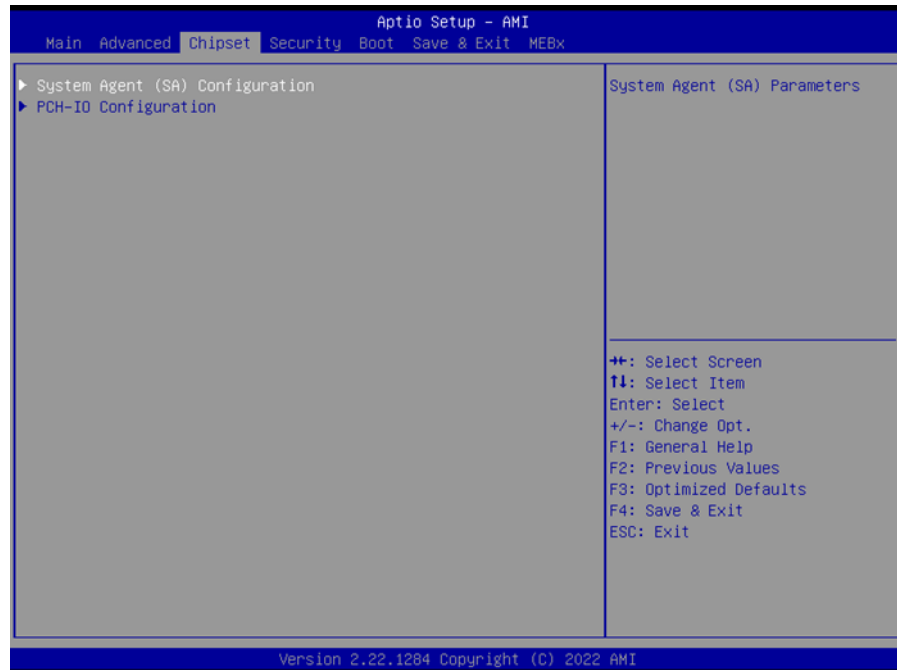 Aptio Setup – AMI
Main Advanced Chipset Security Boot Save & Exit MEBx
System Agent (SA) Configuration
PCH-IO Configuration
System Agent (SA) Parameters
→←: Select Screen
↑↓: Select Item
Enter: Select
+/-: Change Opt.
F1: General Help
F2: Previous Values
F3: Optimized Defaults
F4: Save & Exit
ESC: Exit
Version 2.22.1284 Copyright (C) 2022 AMI